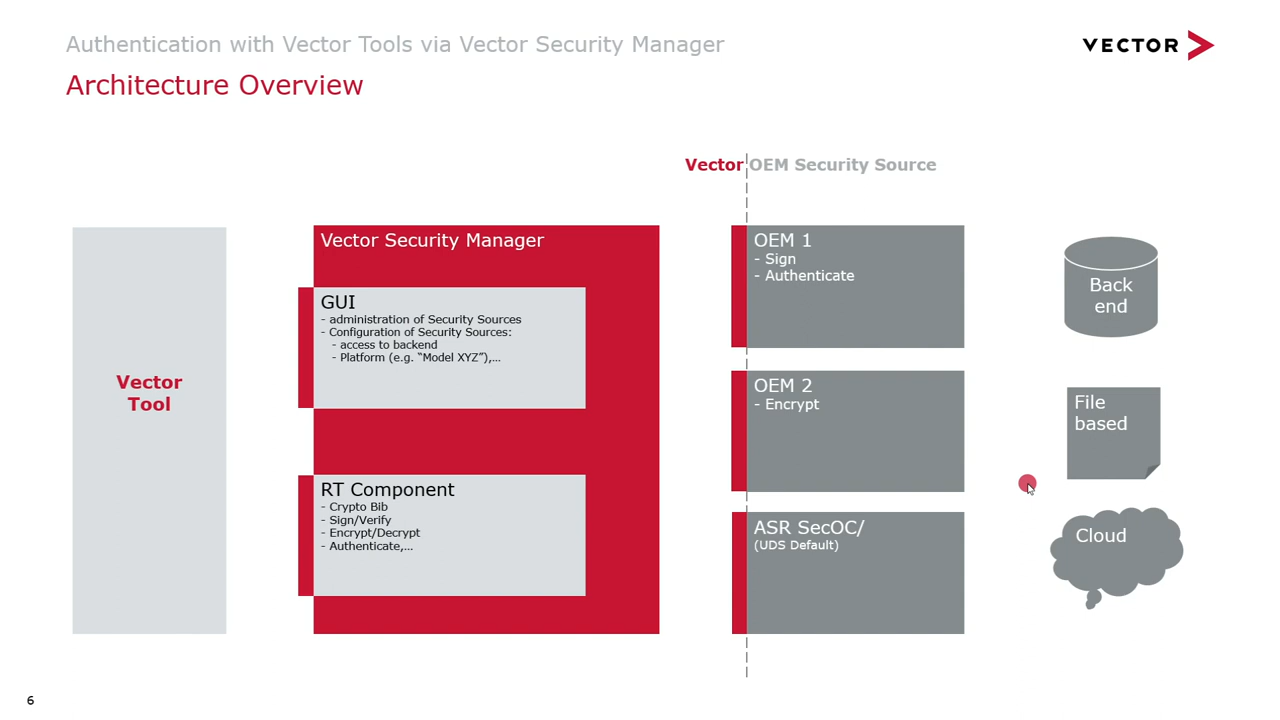 Authentication with Vector Tools via Vector Security Manager
VECTOR
Architecture Overview
Vector OEM Security Source
Vector
Tool
Vector Security Manager
GUI
- administration of Security Sources
- Configuration of Security Sources:
- access to backend
- Platform (e.g. “Model XYZ”),…
RT Component
- Crypto Bib
- Sign/Verify
- Encrypt/Decrypt
- Authenticate,…
OEM 1
- Sign
- Authenticate
OEM 2
- Encrypt
ASR SecOC/
(UDS Default)
Back
end
File
based
Cloud
6